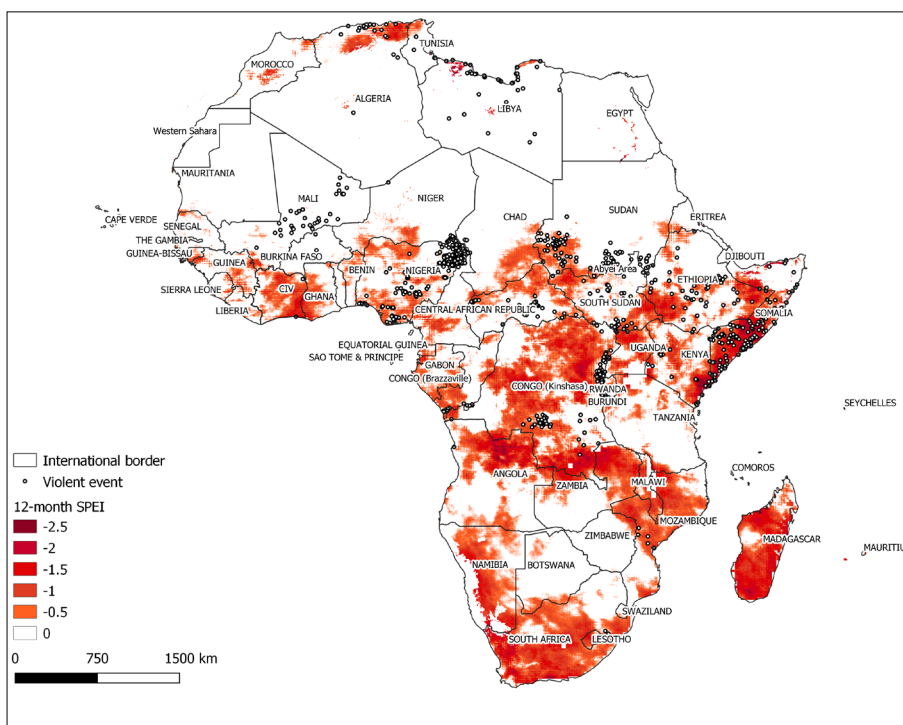 TUNISIA
MOROCCO
ALGERIA
LIBYA
EGYPT
Western Sahara
MAURITANIA
MALI
NIGER
CAPE VERDE
CHAD
SUDAN
ERITREA
SENEGAL
THE GAMBIA
GUINEA-BISSAU
BURKINA FASO
DJIBOUTI
GUINEA
BENIN
NIGERIA
Abyei Area
ETHIOPIA
SIERRA LEONE
CIV
GHANA
SOUTH SUDAN
LIBERIA
CENTRAL AFRICAN REPUBLIC
SOMALIA
EQUATORIAL GUINEA
UGANDA
KENYA
SAO TOME & PRINCIPE
GABON
CONGO (Brazzaville)
CONGO (Kinshasa)
RWANDA
BURUNDI
SEYCHELLES
TANZANIA
International border
Violent event
12-month SPEI
-2.5
-2
-1.5
-1
-0.5
0
0 750 1500 km
COMOROS
ANGOLA
MALAWI
ZAMBIA
MOZAMBIQUE
ZIMBABWE
MADAGASCAR
MAURITIU
NAMIBIA
BOTSWANA
SWAZILAND
SOUTH AFRICA
LESOTHO